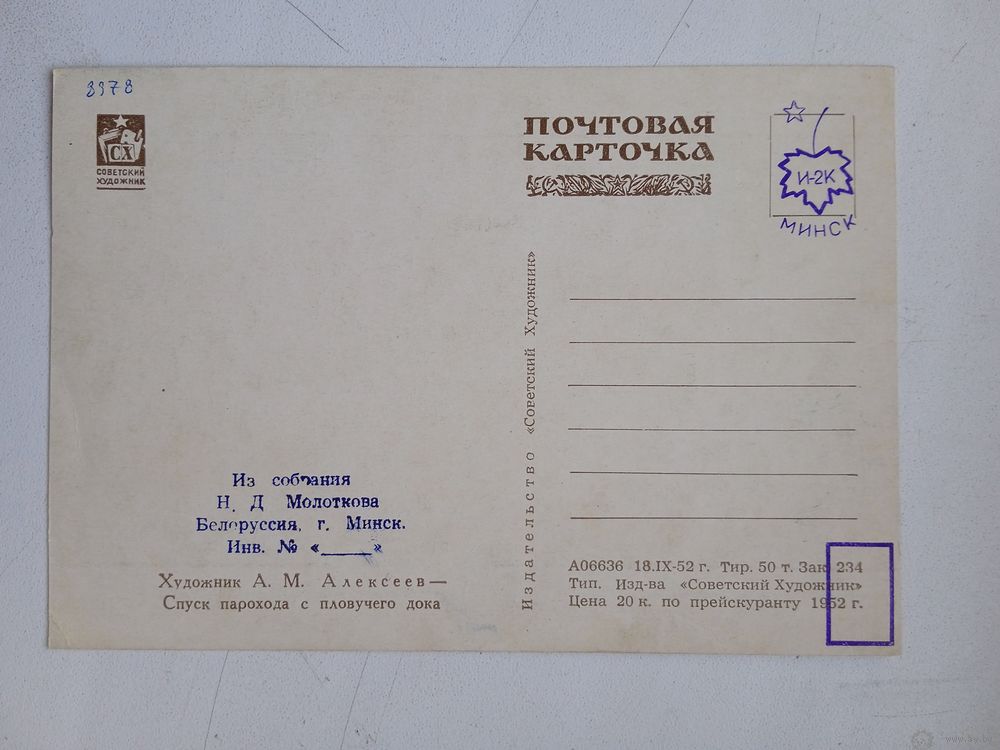 8978
СХ
СОВЕТСКИЙ
ХУДОЖНИК
ПОЧТОВАЯ
КАРТОЧКА
И-2К
МИНСК
Издательство «Советский Художник»
Из собрания
Н. Д Молоткова
Белоруссия, г. Минск.
Инв. № «____»
Художник А. М. Алексеев—
Спуск парохода с пловучего дока
А06636 18.IX-52 г. Тир. 50 т. Зак. 234
Тип. Изд-ва «Советский Художник»
Цена 20 к. по прейскуранту 1952 г.